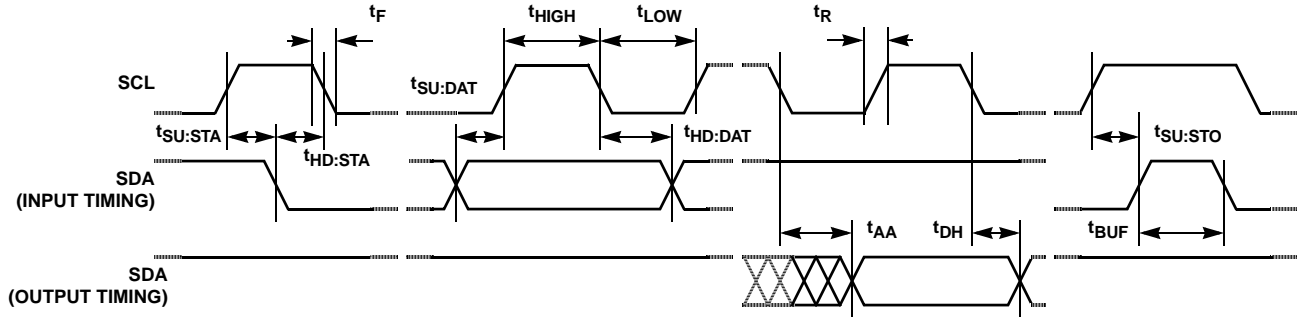 tF
tHIGH
tLOW
tR
SCL
tSU:DAT
tSU:STA
tHD:STA
tHD:DAT
tSU:STO
SDA
(INPUT TIMING)
tAA
tDH
tBUF
SDA
(OUTPUT TIMING)